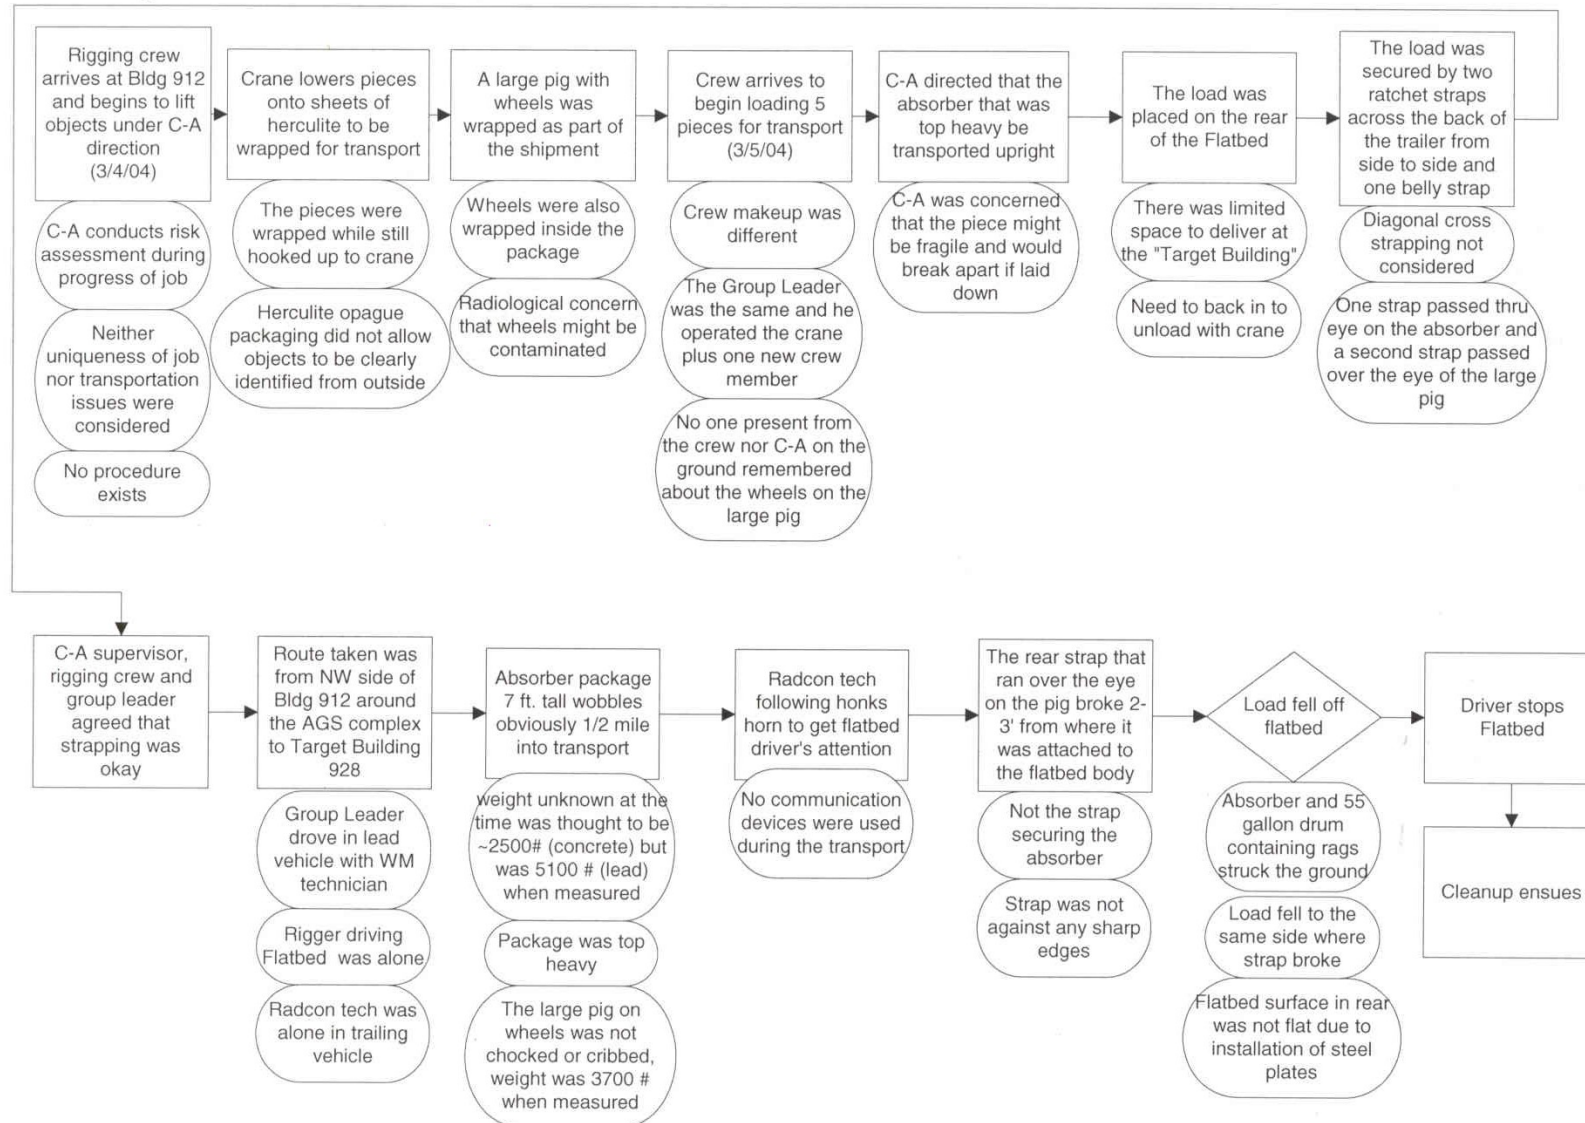 Rigging crew
arrives at Bldg 912
and begins to lift
objects under C-A
direction
(3/4/04)
C-A conducts risk
assessment during
progress of job
Neither
uniqueness of job
nor transportation
issues were
considered
No procedure
exists
Crane lowers pieces
onto sheets of
herculite to be
wrapped for transport
The pieces were
wrapped while still
hooked up to crane
Herculite opague
packaging did not allow
objects to be clearly
identified from outside
A large pig with
wheels was
wrapped as part of
the shipment
Wheels were also
wrapped inside the
package
Radiological concern
that wheels might be
contaminated
Crew arrives to
begin loading 5
pieces for transport
(3/5/04)
Crew makeup was
different
The Group Leader
was the same and he
operated the crane
plus one new crew
member
No one present from
the crew nor C-A on the
ground remembered
about the wheels on the
large pig
C-A directed that the
absorber that was
top heavy be
transported upright
C-A was concerned
that the piece might
be fragile and would
break apart if laid
down
The load was
placed on the rear
of the Flatbed
There was limited
space to deliver at
the "Target Building"
Need to back in to
unload with crane
The load was
secured by two
ratchet straps
across the back of
the trailer from
side to side and
one belly strap
Diagonal cross
strapping not
considered
One strap passed thru
eye on the absorber and
a second strap passed
over the eye of the large
pig
C-A supervisor,
rigging crew and
group leader
agreed that
strapping was
okay
Route taken was
from NW side of
Bldg 912 around
the AGS complex
to Target Building
928
Group Leader
drove in lead
vehicle with WM
technician
Rigger driving
Flatbed was alone
Radcon tech was
alone in trailing
vehicle
Absorber package
7 ft. tall wobbles
obviously 1/2 mile
into transport
weight unknown at the
time was thought to be
~2500# (concrete) but
was 5100 # (lead)
when measured
Package was top
heavy
The large pig on
wheels was not
chocked or cribbed,
weight was 3700 #
when measured
Radcon tech
following honks
horn to get flatbed
driver's attention
No communication
devices were used
during the transport
The rear strap that
ran over the eye
on the pig broke 2-
3' from where it
was attached to
the flatbed body
Not the strap
securing the
absorber
Strap was not
against any sharp
edges
Load fell off
flatbed
Absorber and 55
gallon drum
containing rags
struck the ground
Load fell to the
same side where
strap broke
Flatbed surface in rear
was not flat due to
installation of steel
plates
Driver stops
Flatbed
Cleanup ensues